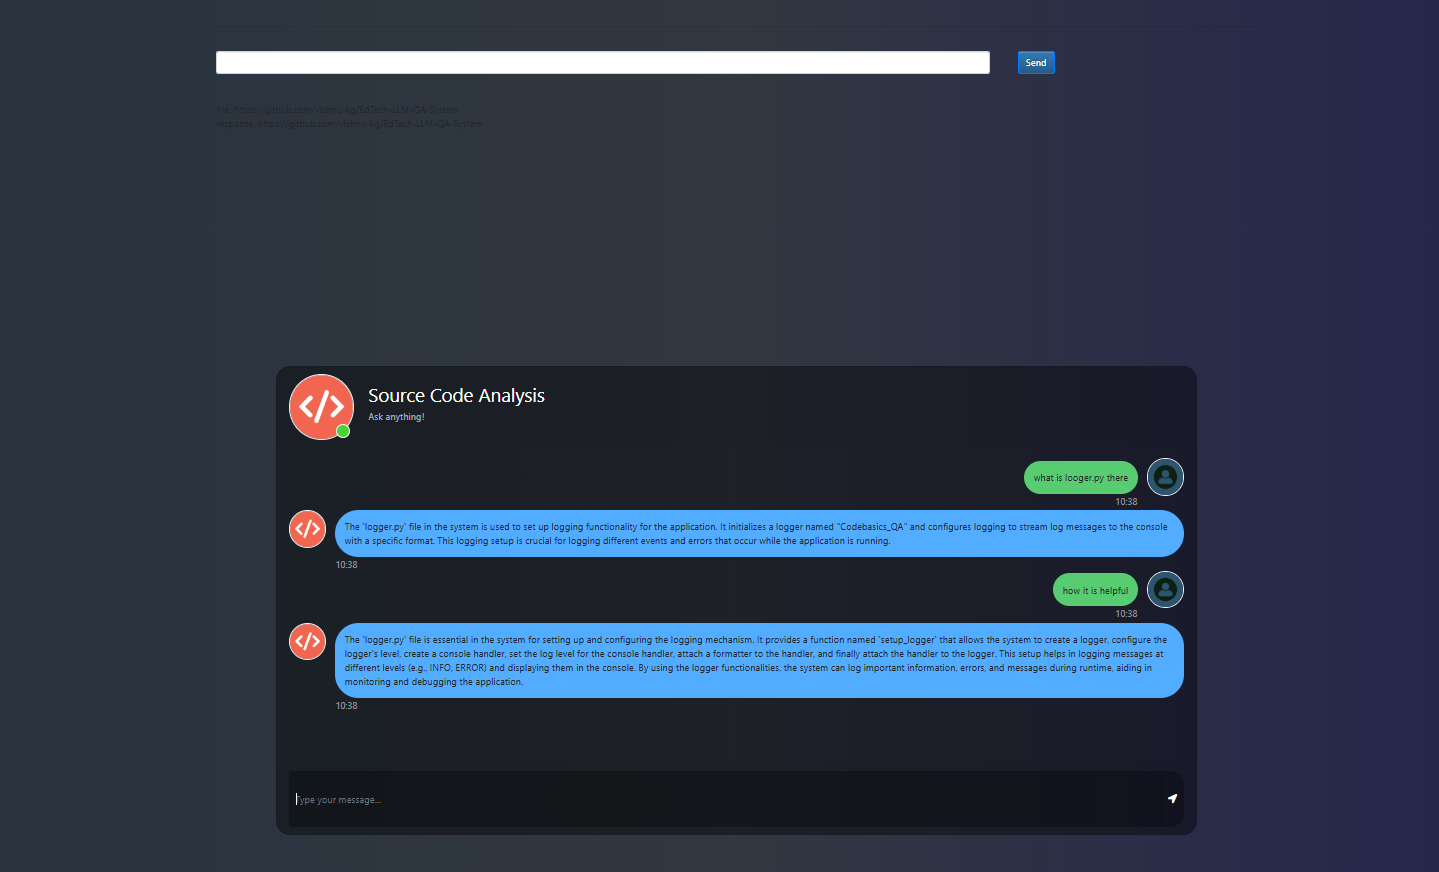 Send
Me: https://github.com/vishnu-kg/EdTech-LLM-QA-System
response: https://github.com/vishnu-kg/EdTech-LLM-QA-System
Source Code Analysis
Ask anything!
what is looger.py there
10:38
The 'logger.py' file in the system is used to set up logging functionality for the application. It initializes a logger named "Codebasics_QA" and configures logging to stream log messages to the console
with a specific format. This logging setup is crucial for logging different events and errors that occur while the application is running.
10:38
how it is helpful
10:38
The 'logger.py' file is essential in the system for setting up and configuring the logging mechanism. It provides a function named 'setup_logger' that allows the system to create a logger, configure the
logger's level, create a console handler, set the log level for the console handler, attach a formatter to the handler, and finally attach the handler to the logger. This setup helps in logging messages at
different levels (e.g., INFO, ERROR) and displaying them in the console. By using the logger functionalities, the system can log important information, errors, and messages during runtime, aiding in
monitoring and debugging the application.
10:38
Type your message...